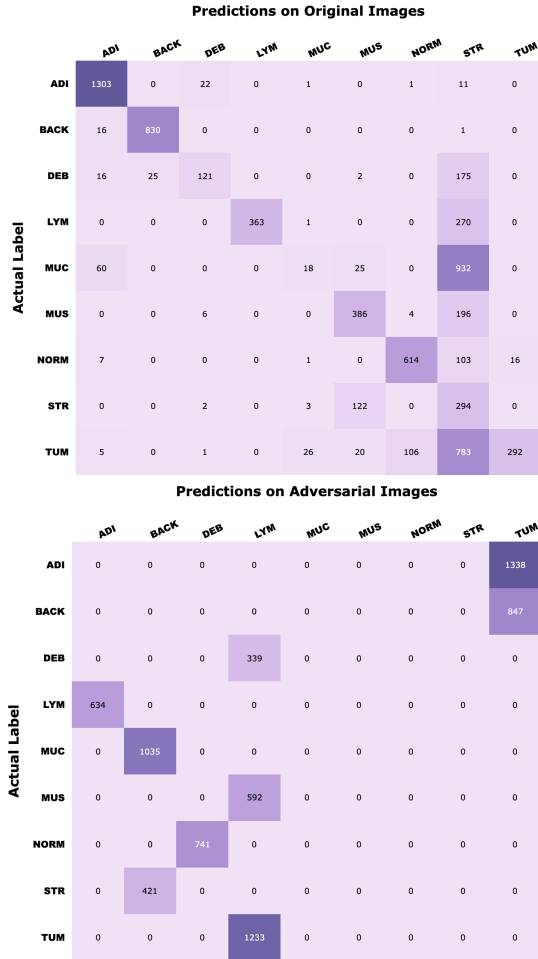 Predictions on Original Images
ADI BACK DEB LYM MUC MUS NORM STR TUM
ADI 1303 0 22 0 1 0 1 11 0
BACK 16 830 0 0 0 0 0 1 0
DEB 16 25 121 0 0 2 0 175 0
LYM 0 0 0 363 1 0 0 270 0
MUC 60 0 0 0 18 25 0 932 0
MUS 0 0 6 0 0 386 4 196 0
NORM 7 0 0 0 1 0 614 103 16
STR 0 0 2 0 3 122 0 294 0
TUM 5 0 1 0 26 20 106 783 292
Actual Label
Predictions on Adversarial Images
ADI BACK DEB LYM MUC MUS NORM STR TUM
ADI 0 0 0 0 0 0 0 0 1338
BACK 0 0 0 0 0 0 0 0 847
DEB 0 0 0 339 0 0 0 0 0
LYM 634 0 0 0 0 0 0 0 0
MUC 0 1035 0 0 0 0 0 0 0
MUS 0 0 0 592 0 0 0 0 0
NORM 0 0 741 0 0 0 0 0 0
STR 0 421 0 0 0 0 0 0 0
TUM 0 0 0 1233 0 0 0 0 0
Actual Label